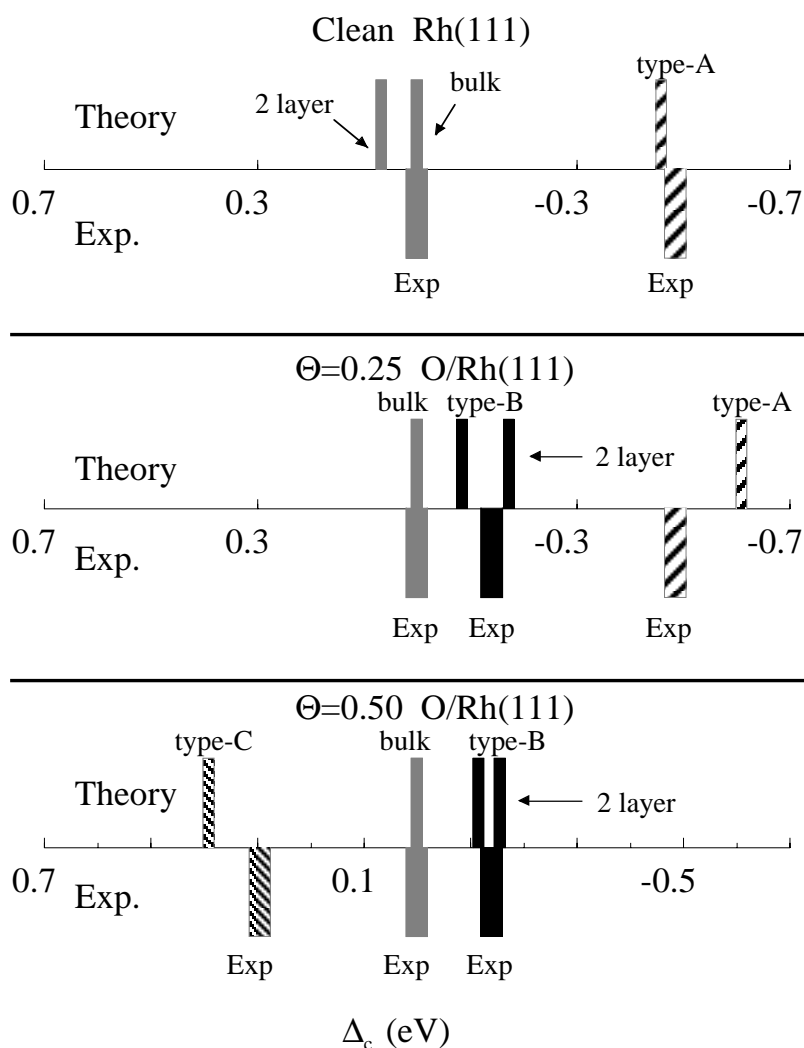 Clean Rh(111)
type-A
bulk
2 layer
Theory
0.7 0.3 -0.3 -0.7
Exp.
Exp Exp
Θ=0.25 O/Rh(111)
bulk type-B type-A
Theory
2 layer
0.7 0.3 -0.3 -0.7
Exp.
Exp Exp Exp
Θ=0.50 O/Rh(111)
type-C bulk type-B
Theory
2 layer
0.7 0.1 -0.5
Exp.
Exp Exp Exp
Δc (eV)